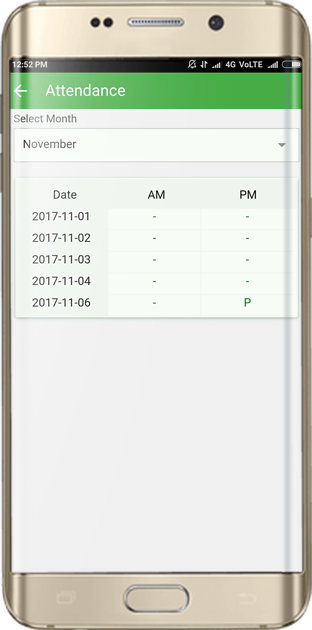 12:52 PM 4G VoLTE
Attendance
Select Month
November
Date AM PM
2017-11-01 - -
2017-11-02 - -
2017-11-03 - -
2017-11-04 - -
2017-11-06 - P